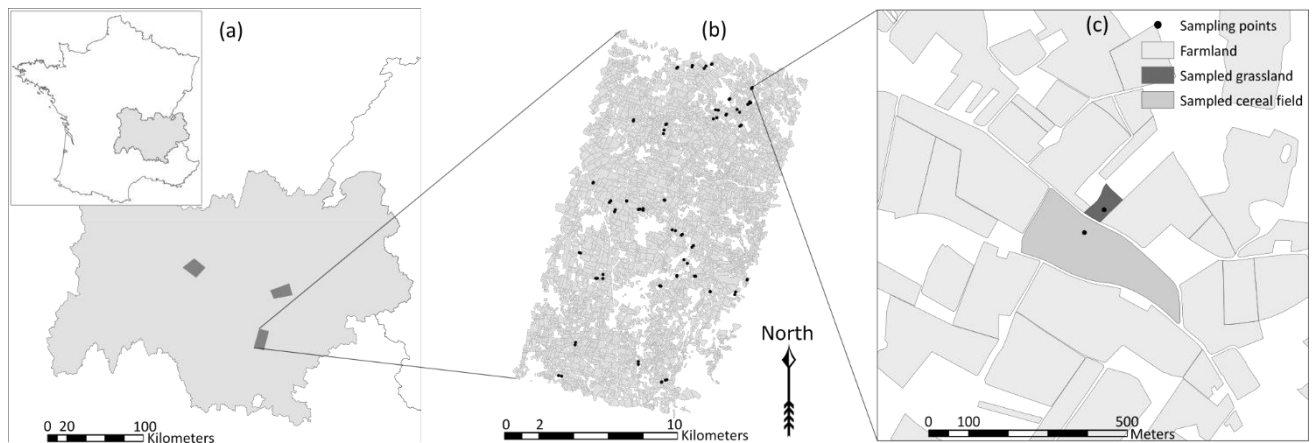 (a)
0 20 100
Kilometers
(b)
North
0 2 10
Kilometers
(c)
Sampling points
Farmland
Sampled grassland
Sampled cereal field
0 100 500
Meters